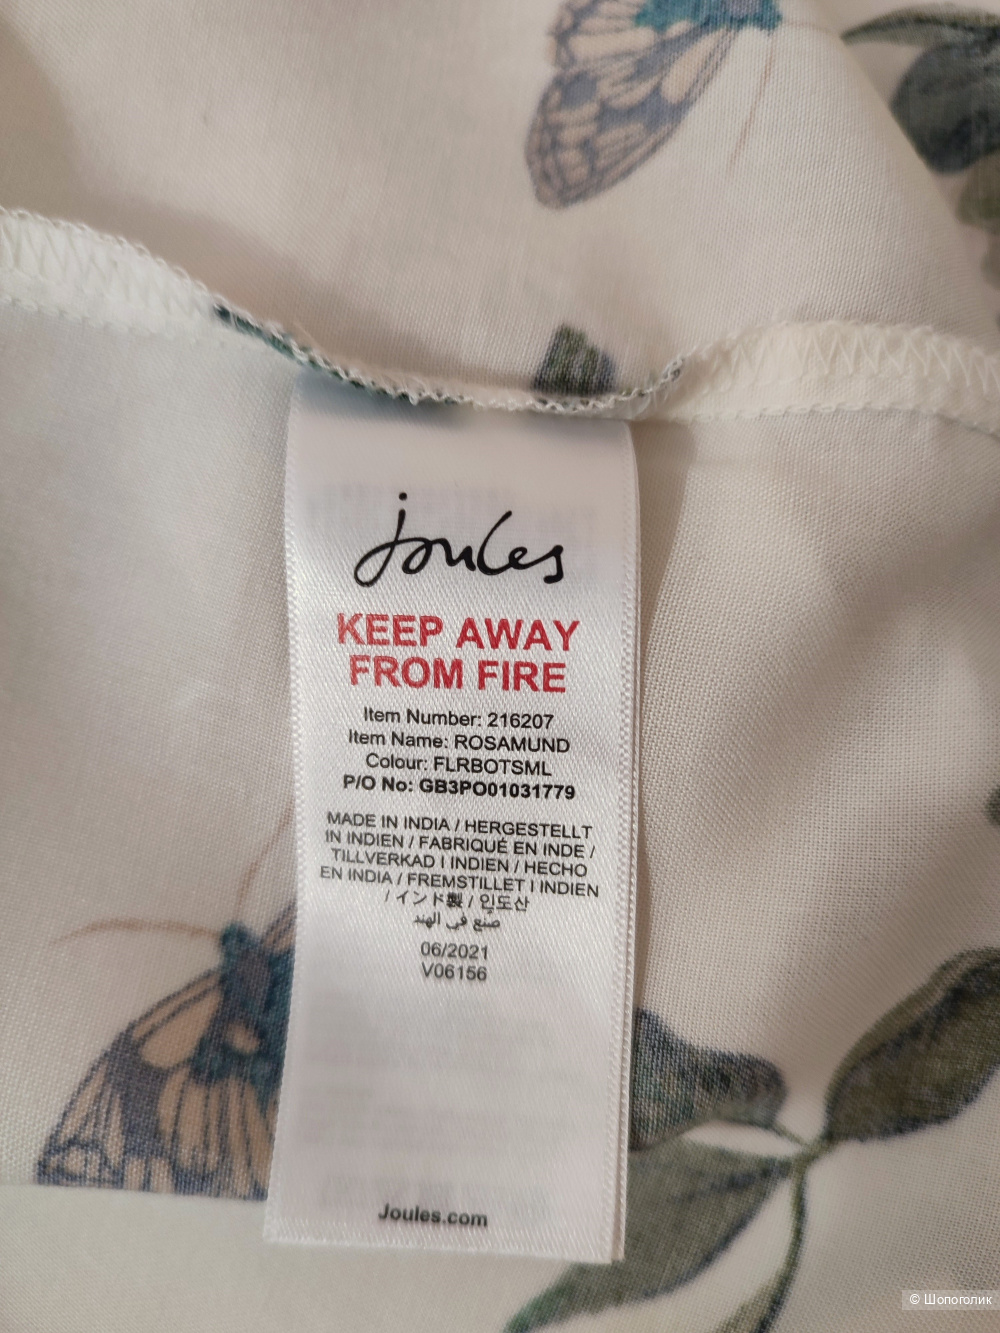 joules
KEEP AWAY
FROM FIRE
Item Number: 216207
Item Name: ROSAMUND
Colour: FLRBOTSML
P/O No: GB3PO01031779
MADE IN INDIA / HERGESTELLT
IN INDIEN / FABRIQUÉ EN INDE /
TILLVERKAD I INDIEN / HECHO
EN INDIA / FREMSTILLET I INDIEN
/ インド製 / 인도산
صُنع في الهند
06/2021
V06156
Joules.com
© Шопоголик